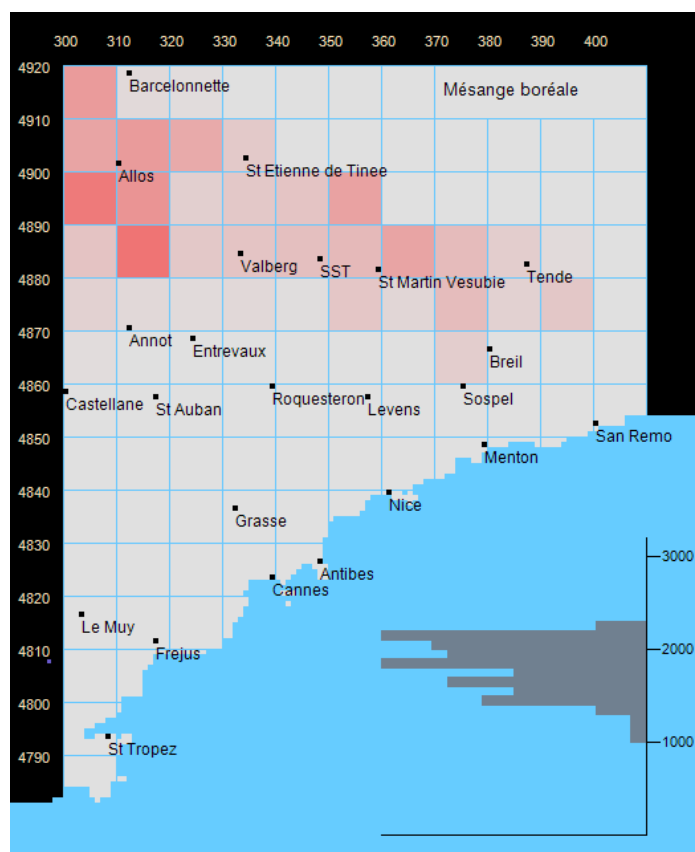 300 310 320 330 340 350 360 370 380 390 400
4920
Barcelonnette
Mésange boréale
4910
St Etienne de Tinee
Allos
4900
4890
Valberg
SST
Tende
St Martin Vesubie
4880
4870
Annot
Entrevaux
Breil
4860
Castellane
St Auban
Roquesteron
Levens
Sospel
4850
San Remo
Menton
4840
Nice
Grasse
4830
3000
Antibes
Cannes
4820
Le Muy
4810
Frejus
2000
4800
St Tropez
1000
4790